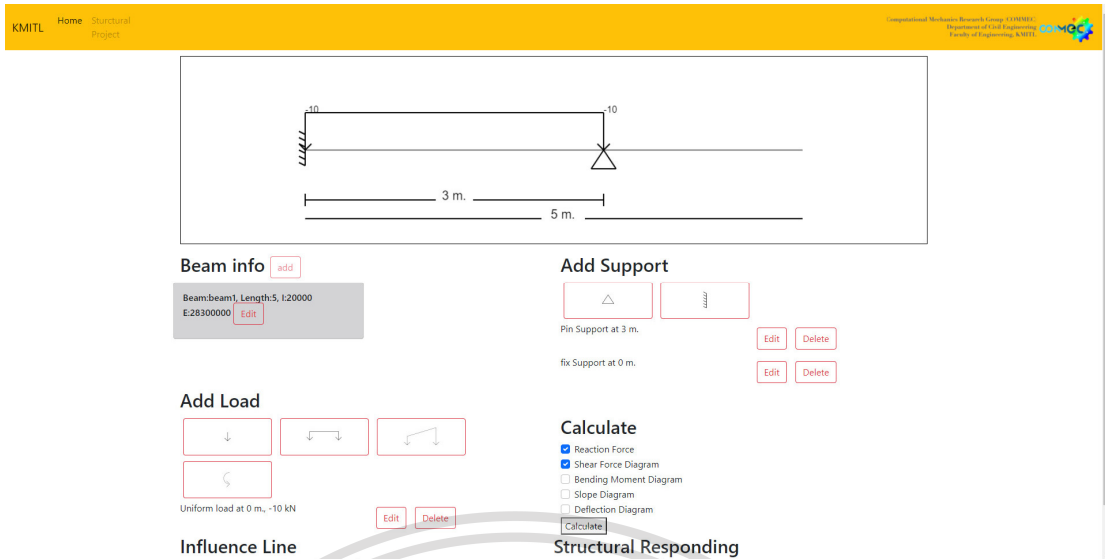 KMITL
Home
Sturctural
Project
Computational Mechanics Research Group :COMMEC
Department of Civil Engineering
Faculty of Engineering, KMITL
COMMEC
-10
-10
3 m.
5 m.
Beam info
add
Beam:beam1, Length:5, I:20000
E:28300000
Edit
Add Support
Pin Support at 3 m.
Edit
Delete
fix Support at 0 m.
Edit
Delete
Add Load
Uniform load at 0 m., -10 kN
Edit
Delete
Calculate
Reaction Force
Shear Force Diagram
Bending Moment Diagram
Slope Diagram
Deflection Diagram
Calculate
Influence Line
Structural Responding